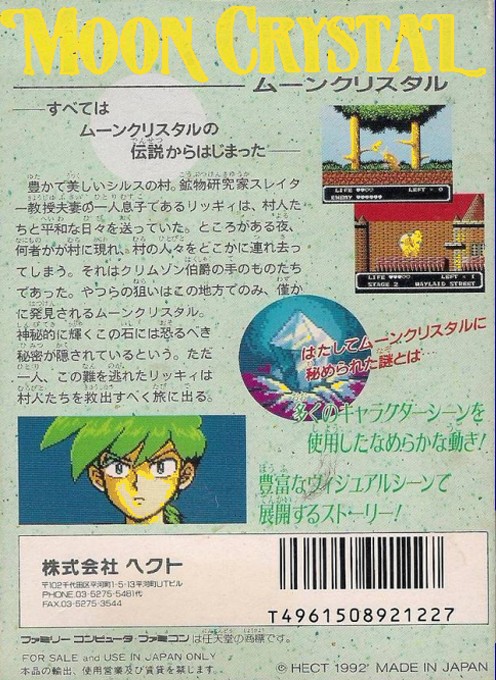 MOON CRYSTAL
ムーンクリスタル
すべては
ムーンクリスタルの
伝説からはじまった
豊かで美しいシルスの村。鉱物研究家スレイタ
ー教授夫妻の一人息子であるリッキィは、村人た
ちと平和な日々を送っていた。ところがある夜、
何者かが村に現れ、村の人々をどこかに連れ去っ
てしまう。それはクリムゾン伯爵の手のものたち
であった。やつらの狙いはこの地方でのみ、僅か
に発見されるムーンクリスタル。
神秘的に輝くこの石には恐るべき
秘密が隠されているという。ただ
一人、この難を逃れたリッキィは
村人たちを救出すべく旅に出る。
LIFE
LEFT - 0
ENEMY
LIFE
LEFT - 1
STAGE 2 WAYLAID STREET
はたしてムーンクリスタルに
秘められた謎とは…
多くのキャラクターシーンを
使用したなめらかな動き!
豊富なヴィジュアルシーンで
展開するストーリー!
株式会社 ヘクト
〒102千代田区平河町1-5-13平河町UTビル
PHONE.03-5275-5481代
FAX.03-5275-3544
T4961508921227
ファミリー コンピュータ・ファミコンは任天堂の商標です。
FOR SALE and USE IN JAPAN ONLY
本品の輸出、使用営業及び賃貸を禁じます。
© HECT 1992' MADE IN JAPAN